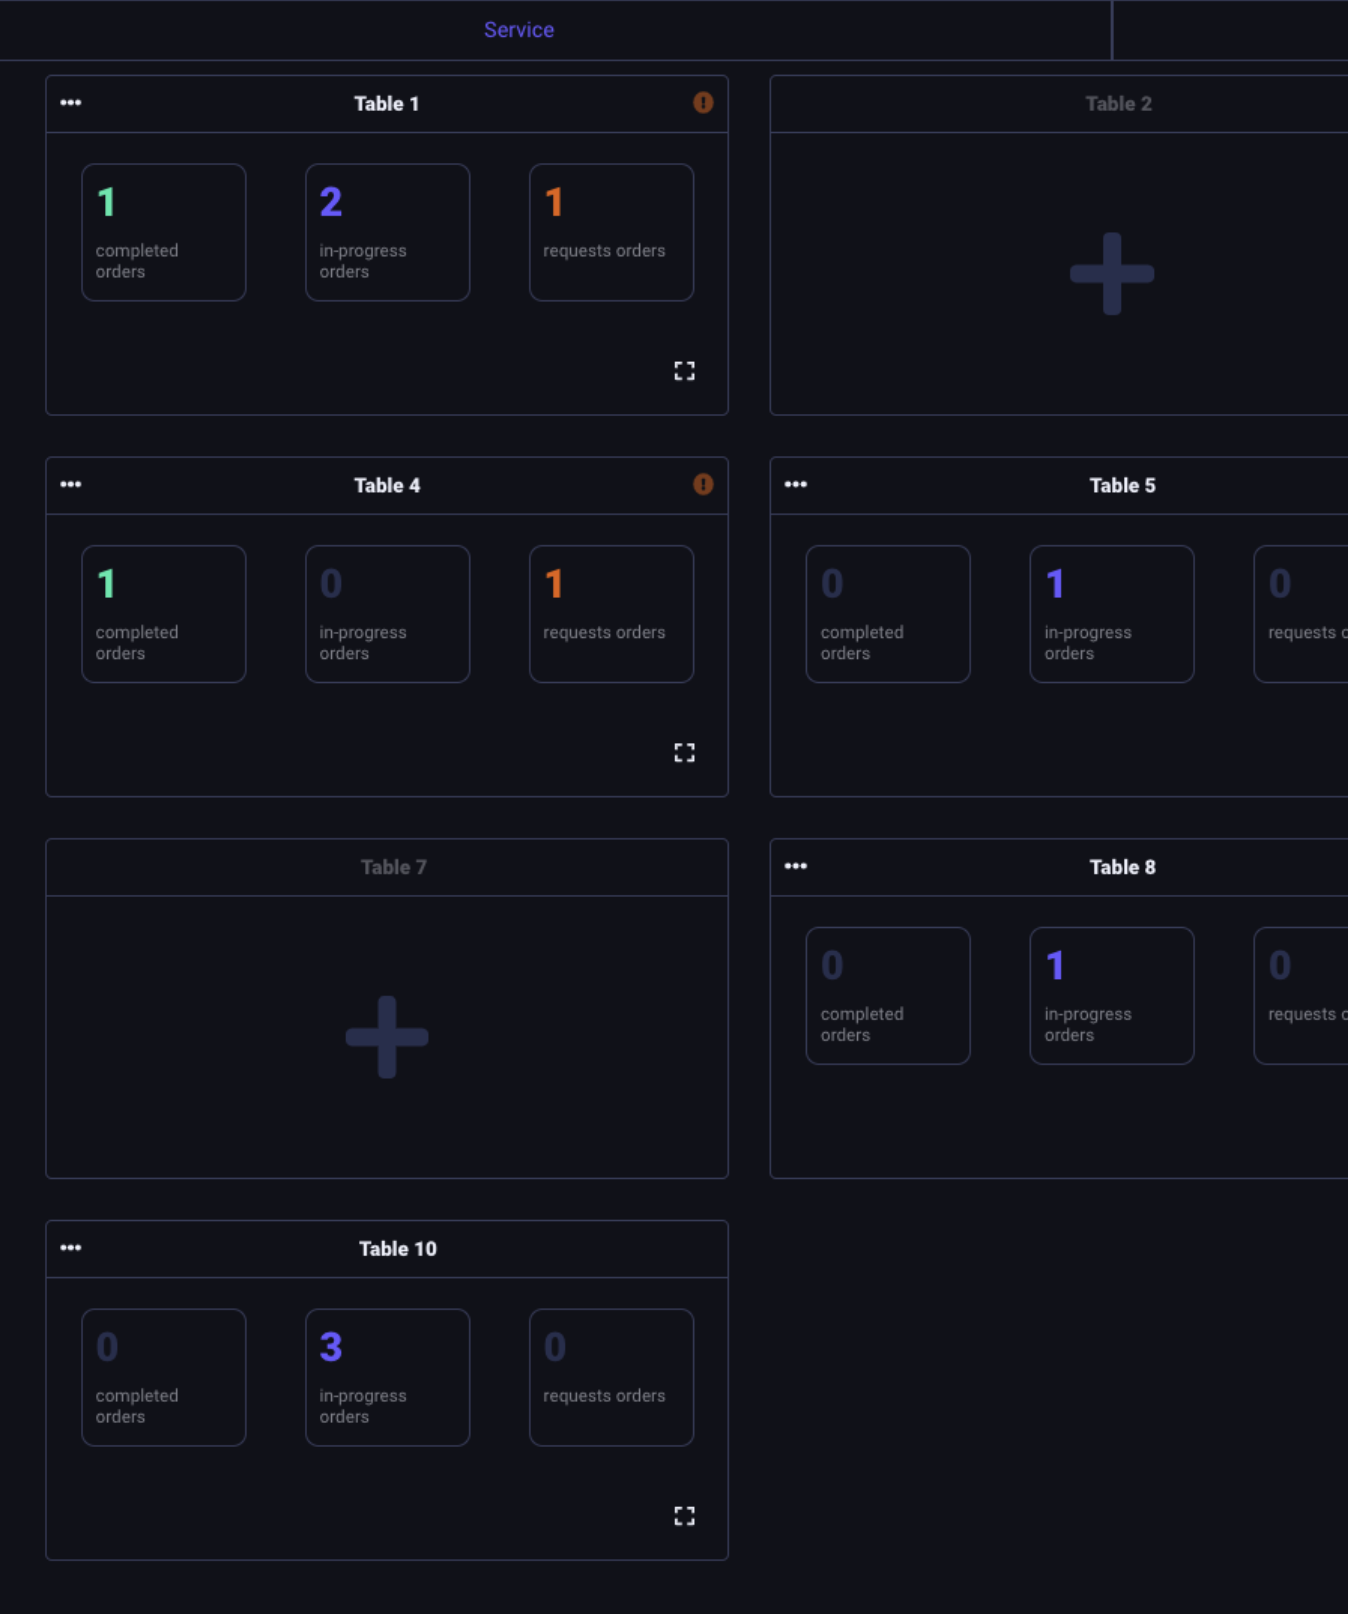 Service
Table 1
Table 2
1
2
1
completed
orders
in-progress
orders
requests orders
Table 4
Table 5
1
0
1
0
1
0
completed
orders
in-progress
orders
requests orders
completed
orders
in-progress
orders
requests
Table 7
Table 8
0
1
0
completed
orders
in-progress
orders
requests
Table 10
0
3
0
completed
orders
in-progress
orders
requests orders